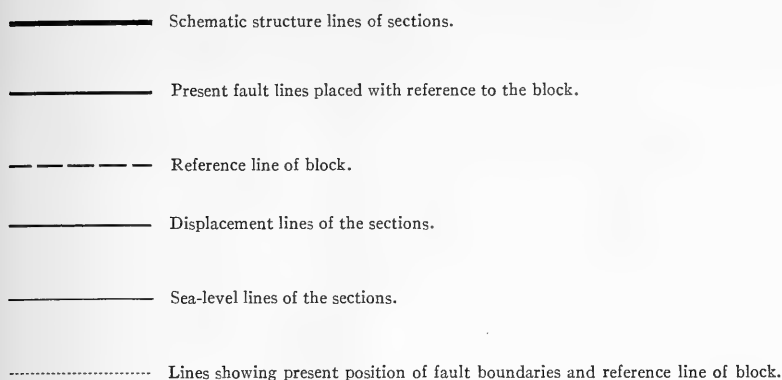 Schematic structure lines of sections.
Present fault lines placed with reference to the block.
Reference line of block.
Displacement lines of the sections.
Sea-level lines of the sections.
Lines showing present position of fault boundaries and reference line of block.